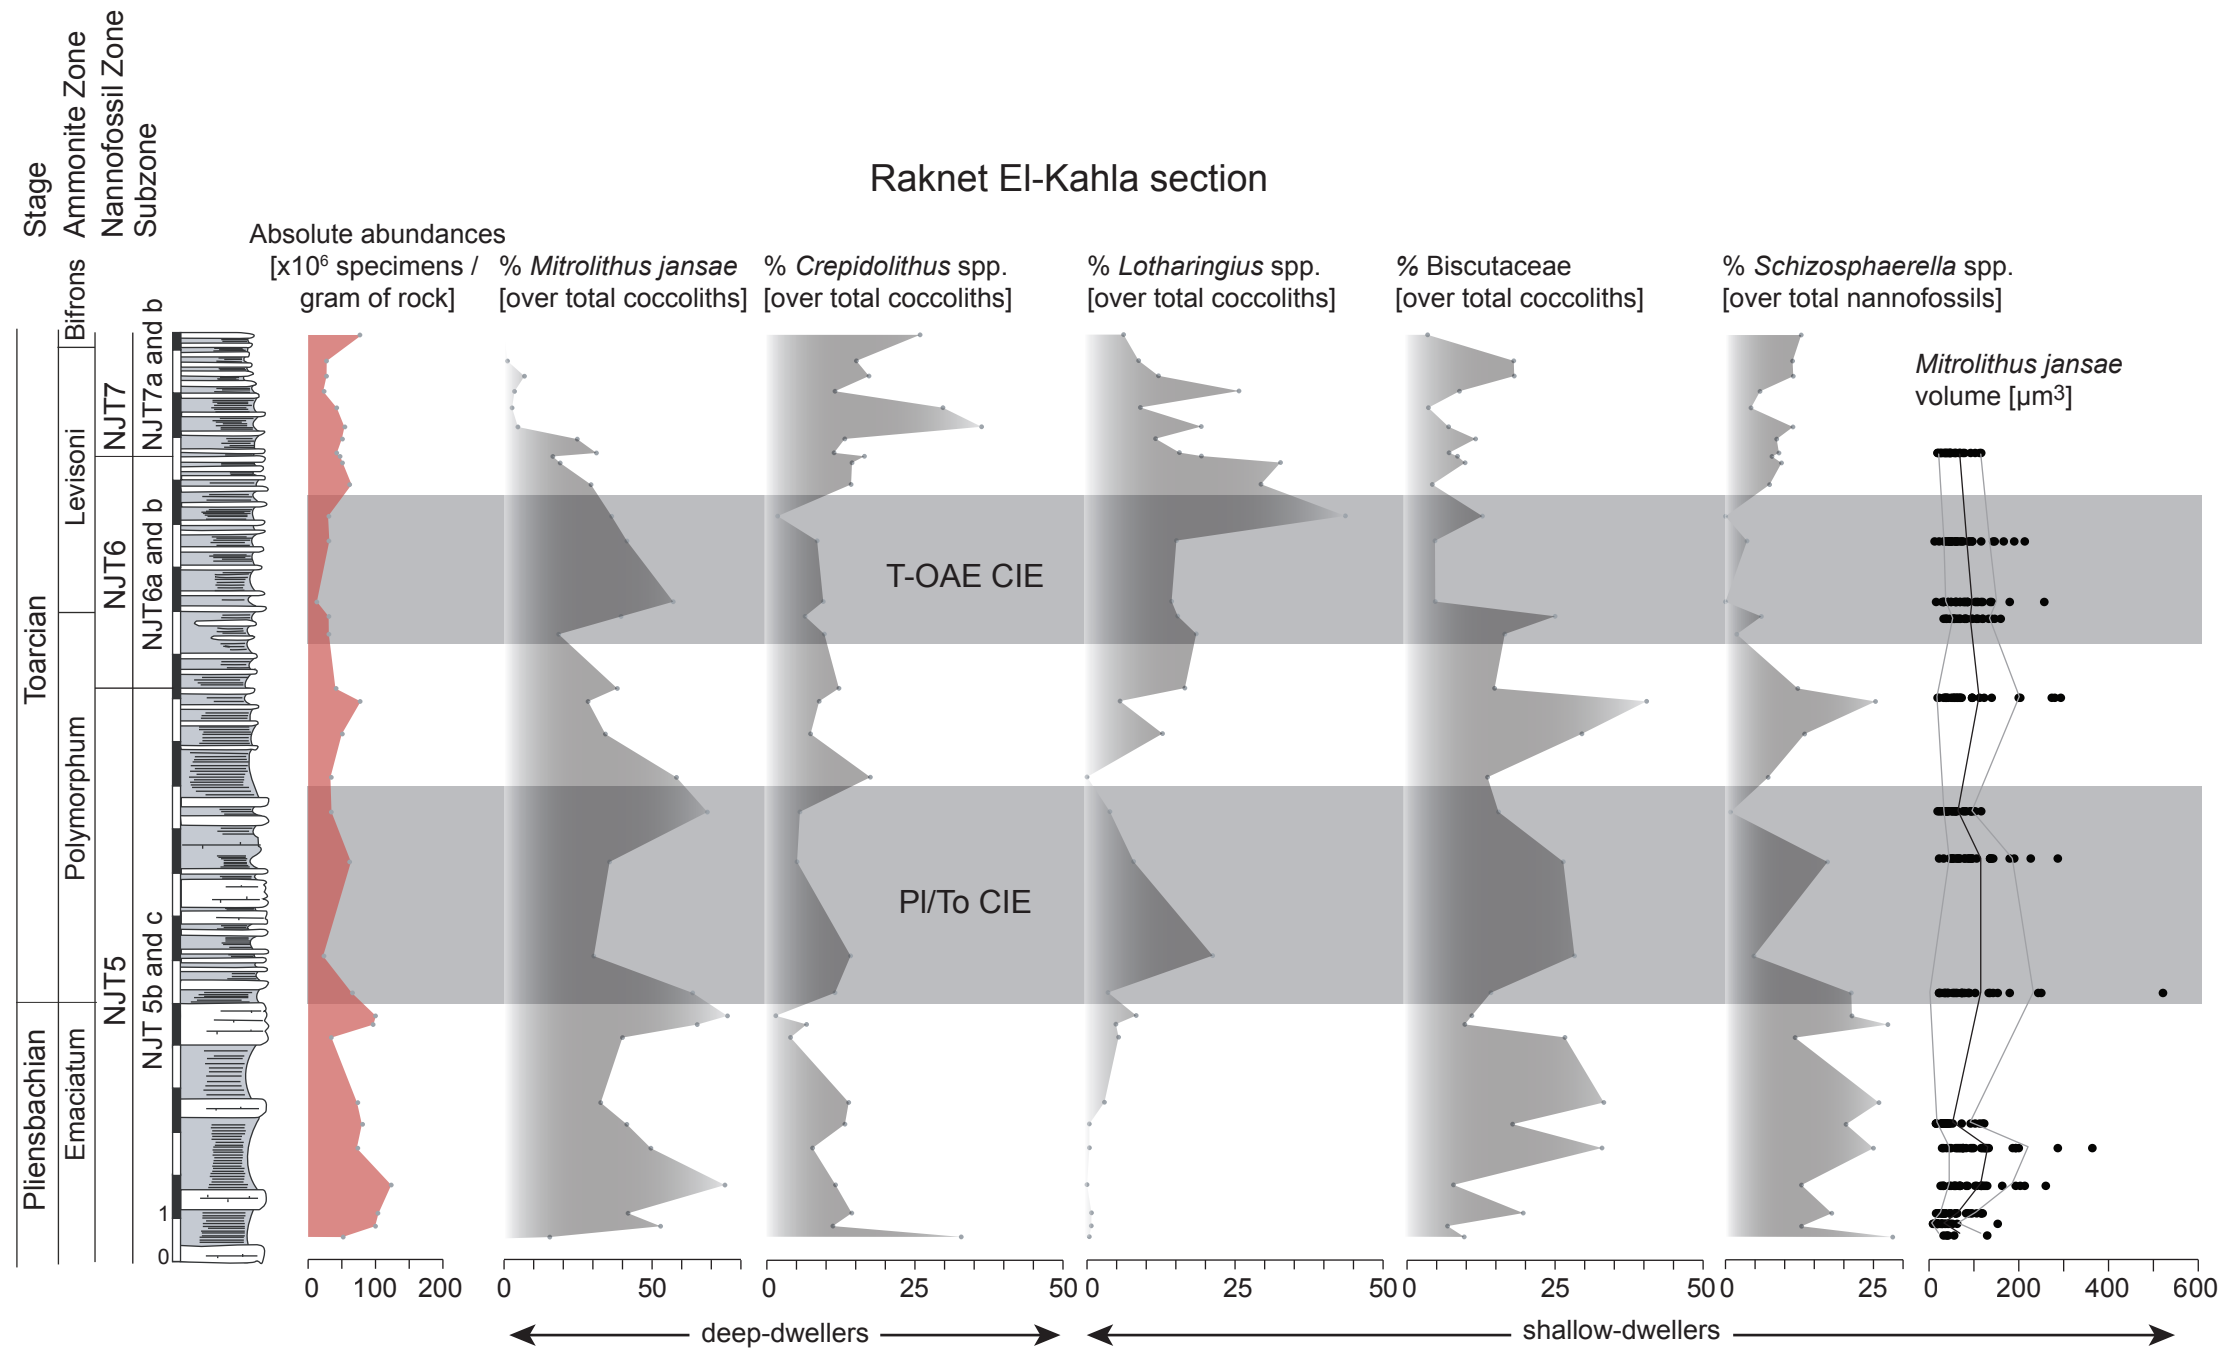 Raknet El-Kahla section
Stage
Ammonite Zone
Nannofossil Zone
Subzone
Absolute abundances
[x10⁶ specimens /
gram of rock]
% Mitrolithus jansae
[over total coccoliths]
% Crepidolithus spp.
[over total coccoliths]
% Lotharingius spp.
[over total coccoliths]
% Biscutaceae
[over total coccoliths]
% Schizosphaerella spp.
[over total nannofossils]
Mitrolithus jansae
volume [µm³]
Toarcian
Pliensbachian
Bifrons
Levisoni
Polymorphum
Emaciatum
NJT7
NJT6
NJT5
NJT7a and b
NJT6a and b
NJT 5b and c
T-OAE CIE
Pl/To CIE
1
0
0 100 200
0 50
0 25 50
0 25 50
0 25 50
0 25
0 200 400 600
deep-dwellers
shallow-dwellers